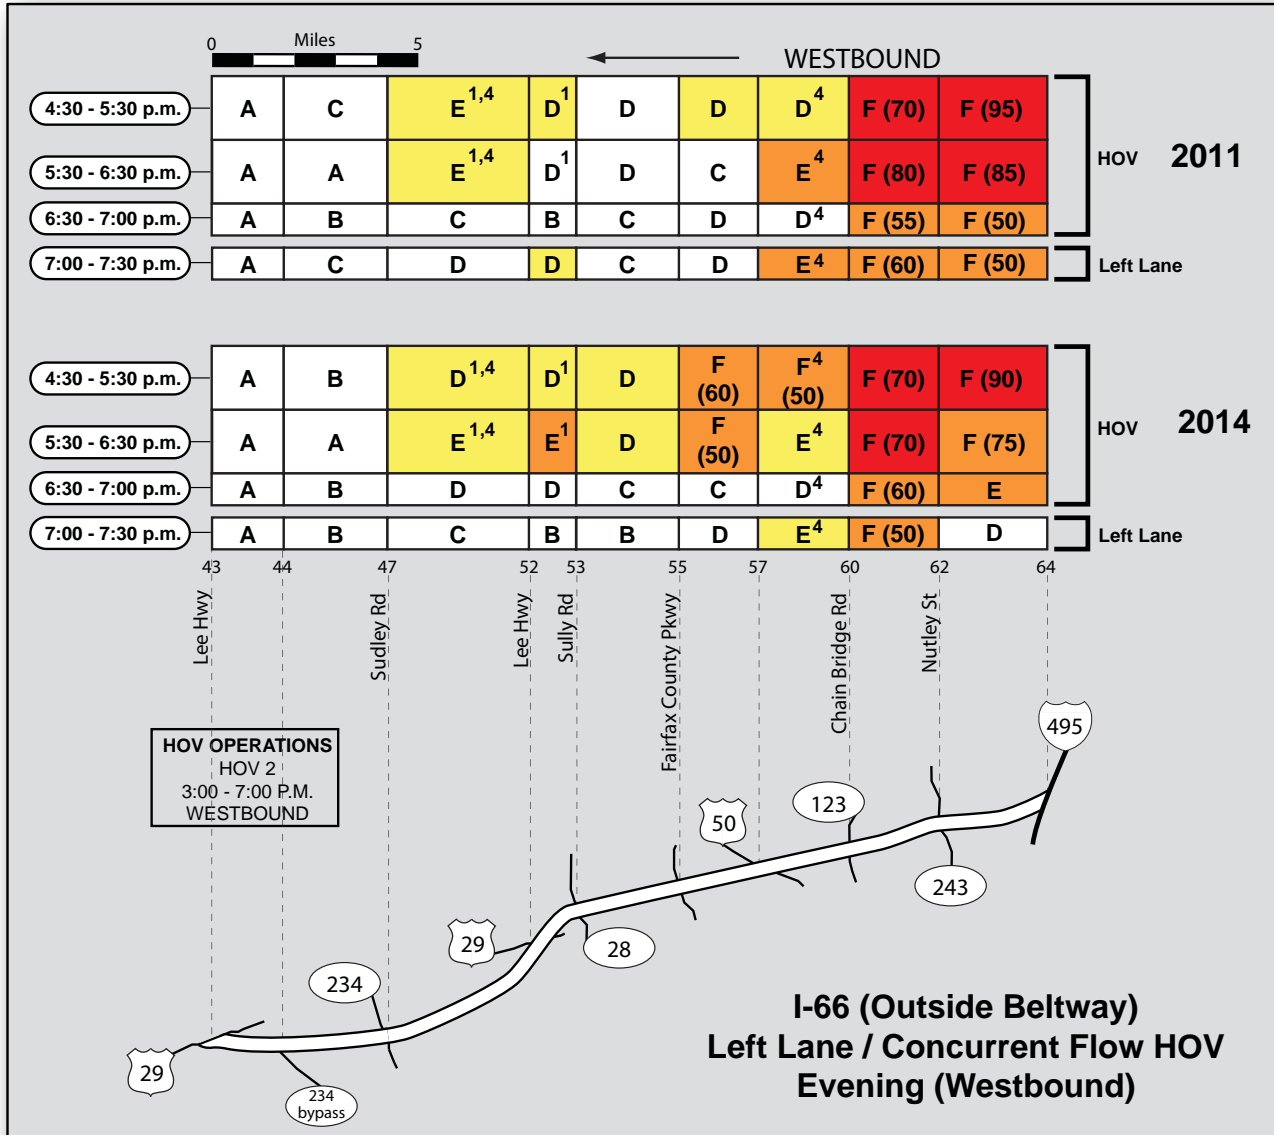 0 Miles 5
WESTBOUND
4:30 - 5:30 p.m. A C E1,4 D1 D D D4 F (70) F (95)
5:30 - 6:30 p.m. A A E1,4 D1 D C E4 F (80) F (85)
6:30 - 7:00 p.m. A B C B C D D4 F (55) F (50)
HOV 2011
7:00 - 7:30 p.m. A C D D C D E4 F (60) F (50)
Left Lane
4:30 - 5:30 p.m. A B D1,4 D1 D F (60) F4 (50) F (70) F (90)
5:30 - 6:30 p.m. A A E1,4 E1 D F (50) E4 F (70) F (75)
6:30 - 7:00 p.m. A B D D C C D4 F (60) E
HOV 2014
7:00 - 7:30 p.m. A B C B B D E4 F (50) D
Left Lane
43 44 47 52 53 55 57 60 62 64
Lee Hwy
Sudley Rd
Lee Hwy
Sully Rd
Fairfax County Pkwy
Chain Bridge Rd
Nutley St
HOV OPERATIONS
HOV 2
3:00 - 7:00 P.M.
WESTBOUND
495
123
50
243
29
28
234
29
234
bypass
I-66 (Outside Beltway)
Left Lane / Concurrent Flow HOV
Evening (Westbound)